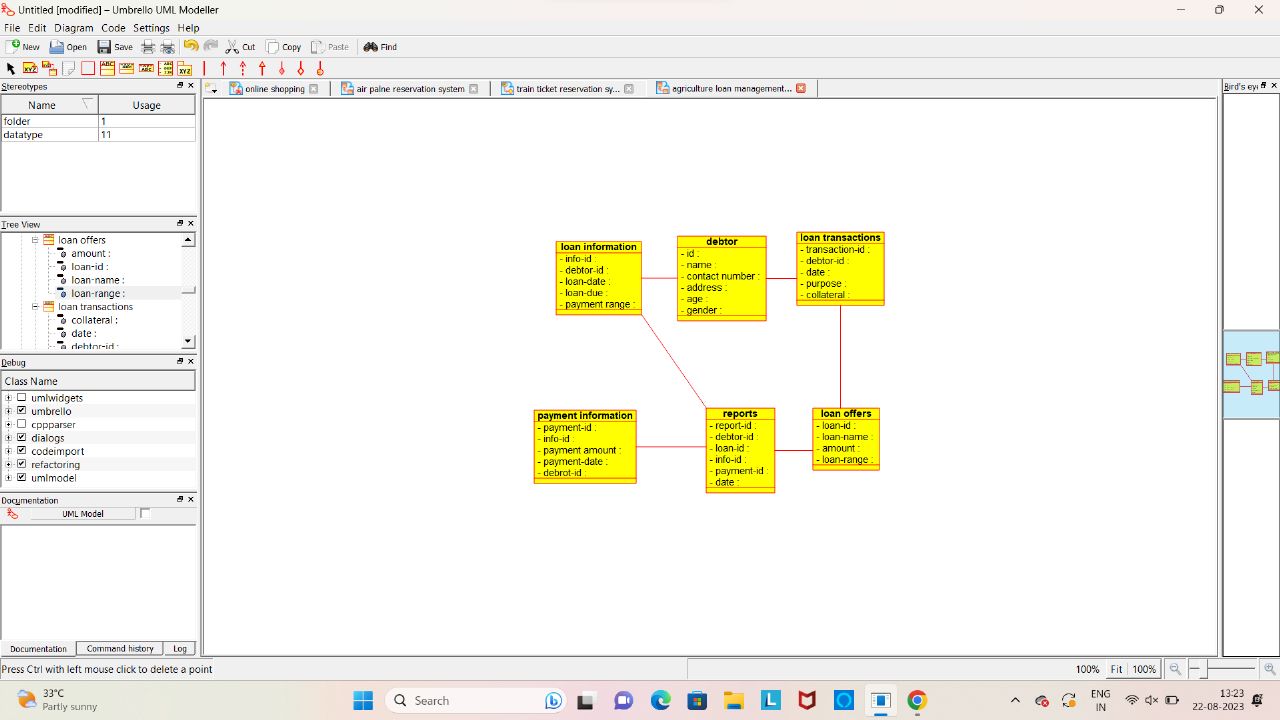 Untitled [modified] – Umbrello UML Modeller
File Edit Diagram Code Settings Help
New Open Save Cut Copy Paste Find
Stereotypes
Name Usage
folder 1
datatype 11
Tree View
loan offers
amount :
loan-id :
loan-name :
loan-range :
loan transactions
collateral :
date :
debtor-id :
Debug
Class Name
umlwidgets
umbrello
cppparser
dialogs
codeimport
refactoring
umlmodel
Documentation
UML Model
Documentation Command history Log
online shopping
air palne reservation system
train ticket reservation sy...
agriculture loan management...
Bird's eye
loan information
- info-id :
- debtor-id :
- loan-date :
- loan-due :
- payment range :
debtor
- id :
- name :
- contact number :
- address :
- age :
- gender :
loan transactions
- transaction-id :
- debtor-id :
- date :
- purpose :
- collateral :
payment information
- payment-id :
- info-id :
- payment amount :
- payment-date :
- debrot-id :
reports
- report-id :
- debtor-id :
- loan-id :
- info-id :
- payment-id :
- date :
loan offers
- loan-id :
- loan-name :
- amount :
- loan-range :
Press Ctrl with left mouse click to delete a point
100% Fit 100%
33°C
Partly sunny
Search
ENG
IN
13:23
22-08-2023